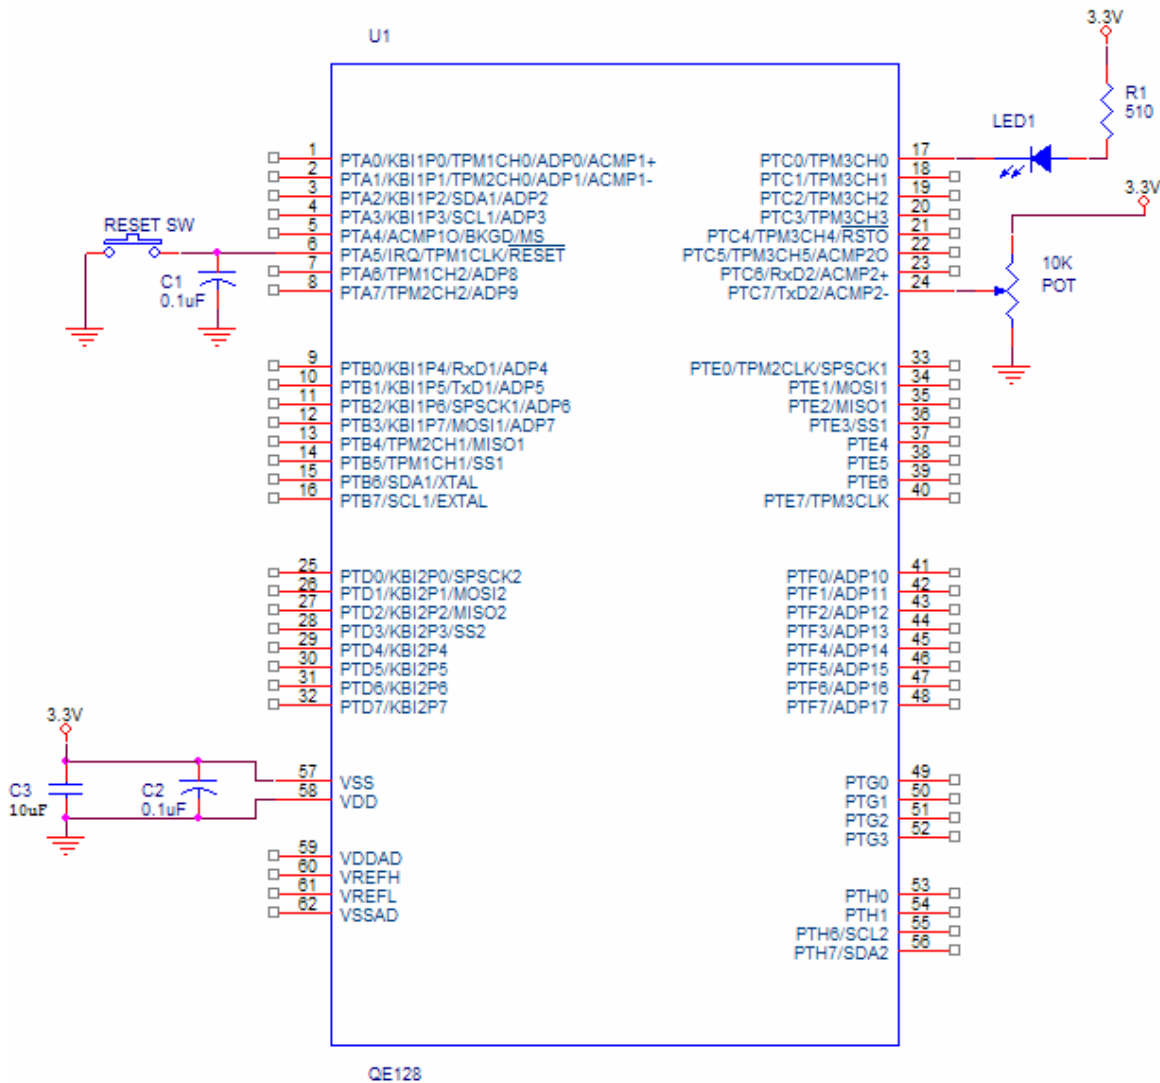 U1
3.3V
R1
510
LED1
3.3V
10K
POT
RESET SW
C1
0.1uF
1 PTA0/KBI1P0/TPM1CH0/ADP0/ACMP1+
2 PTA1/KBI1P1/TPM2CH0/ADP1/ACMP1-
3 PTA2/KBI1P2/SDA1/ADP2
4 PTA3/KBI1P3/SCL1/ADP3
5 PTA4/ACMP1O/BKGD/MS
6 PTA5/IRQ/TPM1CLK/RESET
7 PTA6/TPM1CH2/ADP8
8 PTA7/TPM2CH2/ADP9
PTC0/TPM3CH0 17
PTC1/TPM3CH1 18
PTC2/TPM3CH2 19
PTC3/TPM3CH3 20
PTC4/TPM3CH4/RSTO 21
PTC5/TPM3CH5/ACMP2O 22
PTC6/RxD2/ACMP2+ 23
PTC7/TxD2/ACMP2- 24
9 PTB0/KBI1P4/RxD1/ADP4
10 PTB1/KBI1P5/TxD1/ADP5
11 PTB2/KBI1P6/SPSCK1/ADP6
12 PTB3/KBI1P7/MOSI1/ADP7
13 PTB4/TPM2CH1/MISO1
14 PTB5/TPM1CH1/SS1
15 PTB6/SDA1/XTAL
16 PTB7/SCL1/EXTAL
PTE0/TPM2CLK/SPSCK1 33
PTE1/MOSI1 34
PTE2/MISO1 35
PTE3/SS1 36
PTE4 37
PTE5 38
PTE6 39
PTE7/TPM3CLK 40
25 PTD0/KBI2P0/SPSCK2
26 PTD1/KBI2P1/MOSI2
27 PTD2/KBI2P2/MISO2
28 PTD3/KBI2P3/SS2
29 PTD4/KBI2P4
30 PTD5/KBI2P5
31 PTD6/KBI2P6
32 PTD7/KBI2P7
PTF0/ADP10 41
PTF1/ADP11 42
PTF2/ADP12 43
PTF3/ADP13 44
PTF4/ADP14 45
PTF5/ADP15 46
PTF6/ADP16 47
PTF7/ADP17 48
3.3V
C3
10uF
C2
0.1uF
57 VSS
58 VDD
59 VDDAD
60 VREFH
61 VREFL
62 VSSAD
PTG0 49
PTG1 50
PTG2 51
PTG3 52
PTH0 53
PTH1 54
PTH6/SCL2 55
PTH7/SDA2 56
QE128